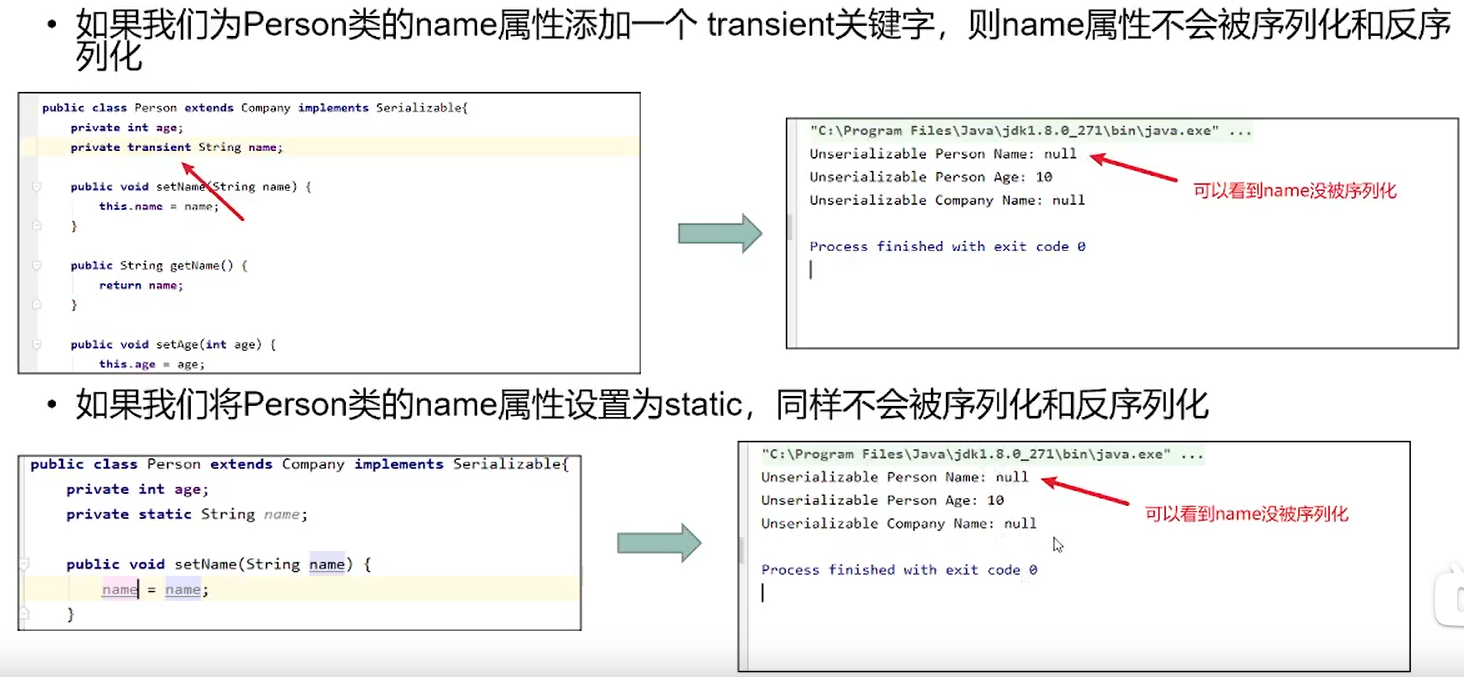 • 如果我们为Person类的name属性添加一个 transient关键字，则name属性不会被序列化和反序
列化
public class Person extends Company implements Serializable{
private int age;
private transient String name;
public void setName(String name) {
this.name = name;
}
public String getName() {
return name;
}
public void setAge(int age) {
this.age = age;
"C:\Program Files\Java\jdk1.8.0_271\bin\java.exe" ...
Unserializable Person Name: null
Unserializable Person Age: 10
可以看到name没被序列化
Unserializable Company Name: null
Process finished with exit code 0
• 如果我们将Person类的name属性设置为static，同样不会被序列化和反序列化
public class Person extends Company implements Serializable{
private int age;
private static String name;
public void setName(String name) {
name = name;
}
"C:\Program Files\Java\jdk1.8.0_271\bin\java.exe" ...
Unserializable Person Name: null
Unserializable Person Age: 10
可以看到name没被序列化
Unserializable Company Name: null
Process finished with exit code 0